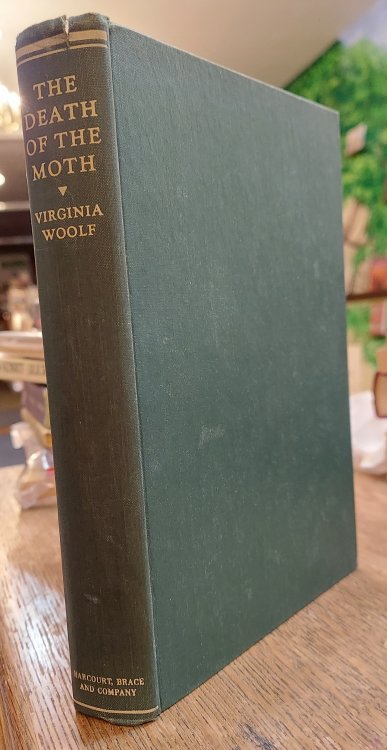 THE
DEATH
OF THE
MOTH
VIRGINIA
WOOLF
HARCOURT, BRACE
AND COMPANY